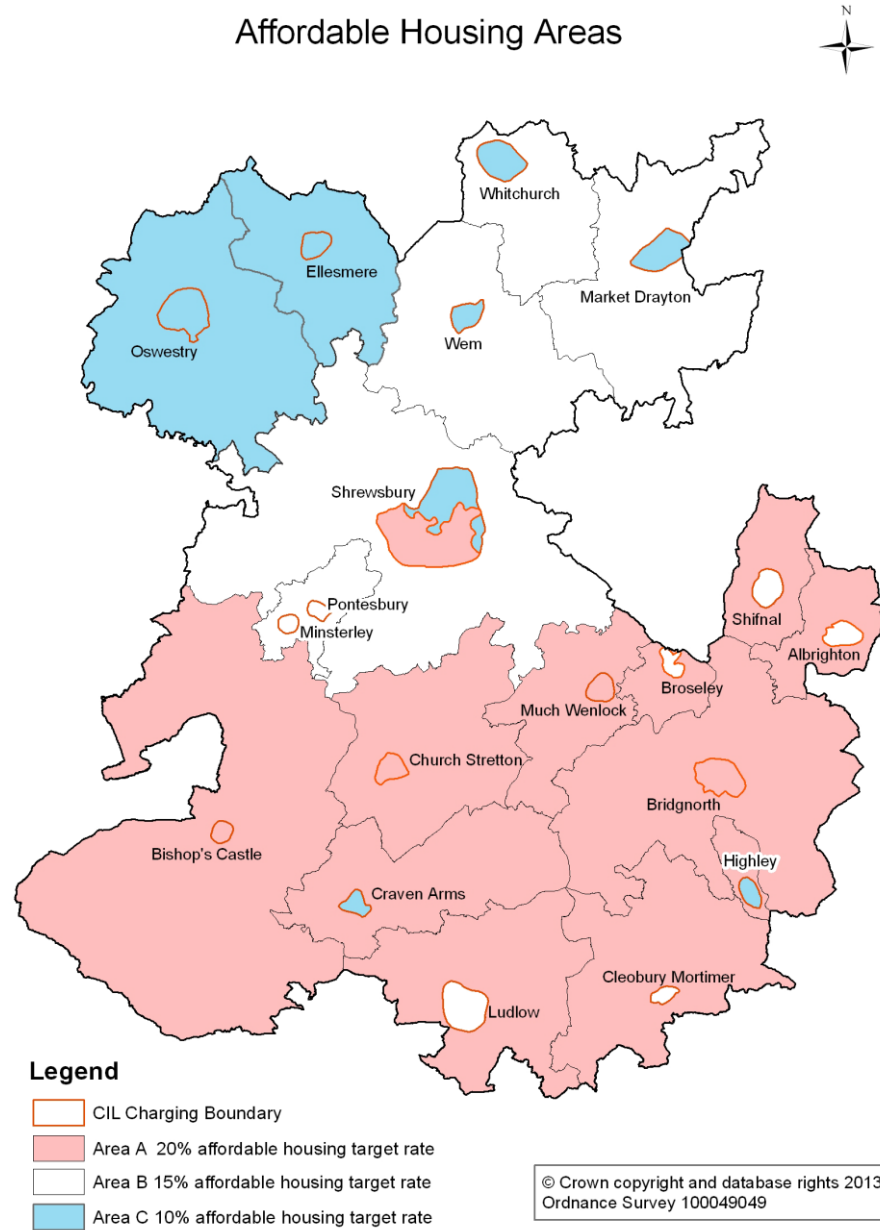 Affordable Housing Areas
N
Whitchurch
Ellesmere
Market Drayton
Oswestry
Wem
Shrewsbury
Pontesbury
Minsterley
Shifnal
Albrighton
Broseley
Much Wenlock
Church Stretton
Bridgnorth
Bishop's Castle
Highley
Craven Arms
Cleobury Mortimer
Ludlow
Legend
CIL Charging Boundary
Area A 20% affordable housing target rate
Area B 15% affordable housing target rate
Area C 10% affordable housing target rate
© Crown copyright and database rights 2013
Ordnance Survey 100049049